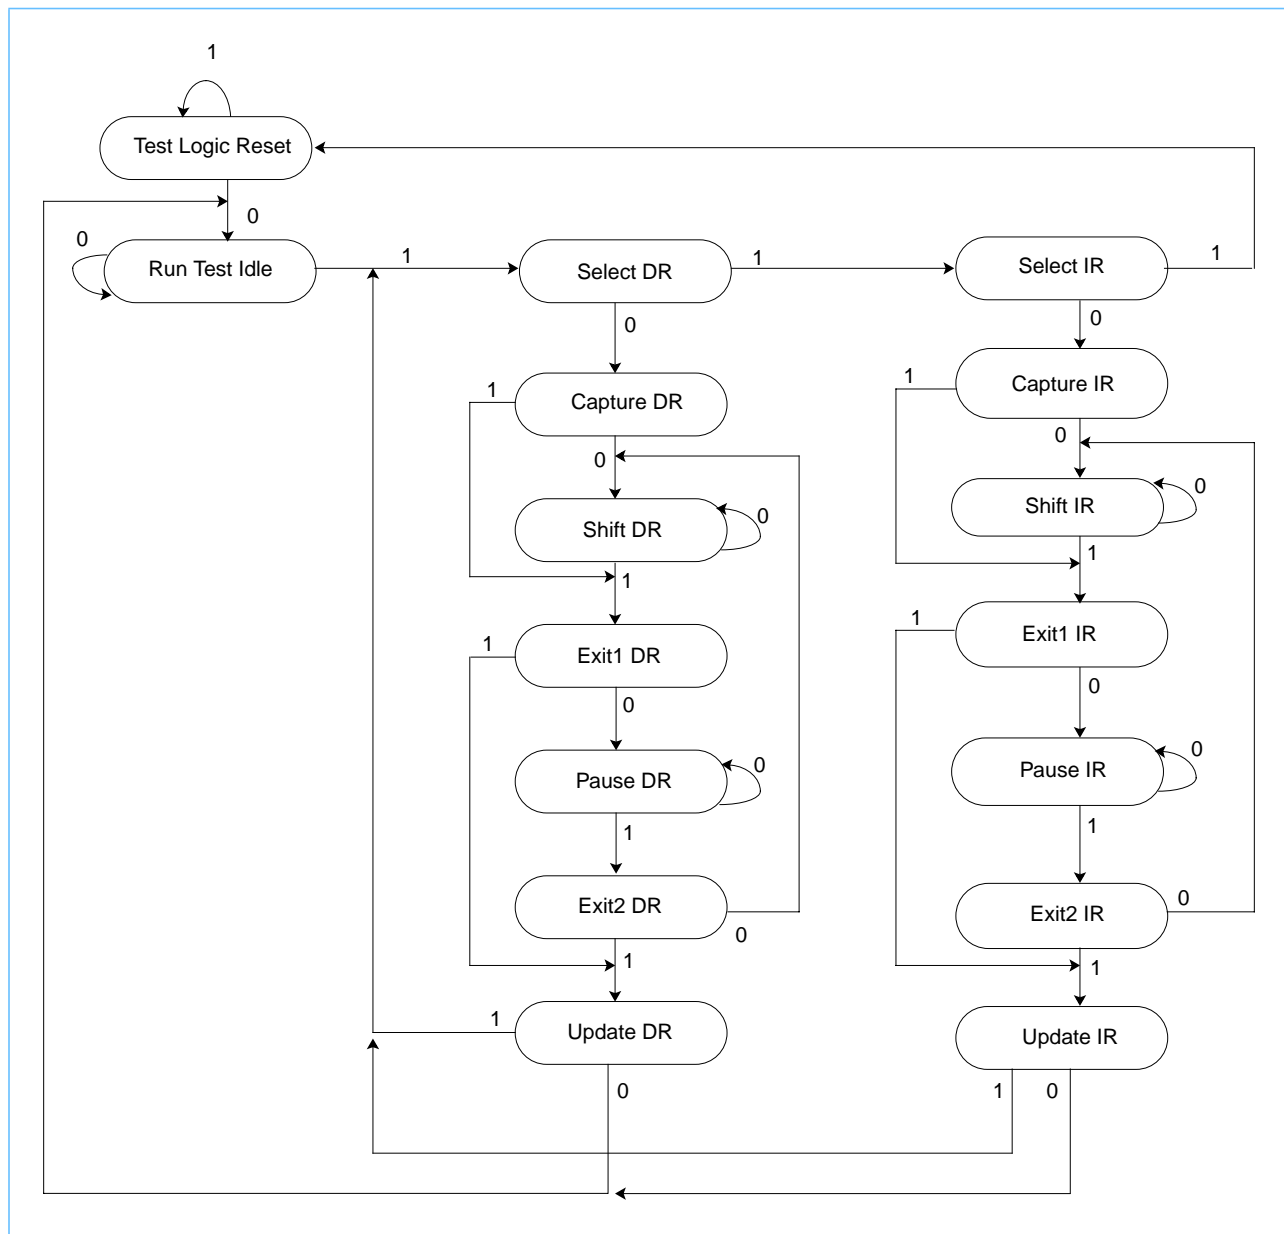 1
Test Logic Reset
0
0
Run Test Idle
1
Select DR
1
Select IR
1
0
0
1
Capture DR
1
Capture IR
0
0
Shift DR
0
Shift IR
0
1
1
1
Exit1 DR
1
Exit1 IR
0
0
Pause DR
0
Pause IR
0
1
1
Exit2 DR
0
Exit2 IR
0
1
1
1
Update DR
Update IR
0
1
0